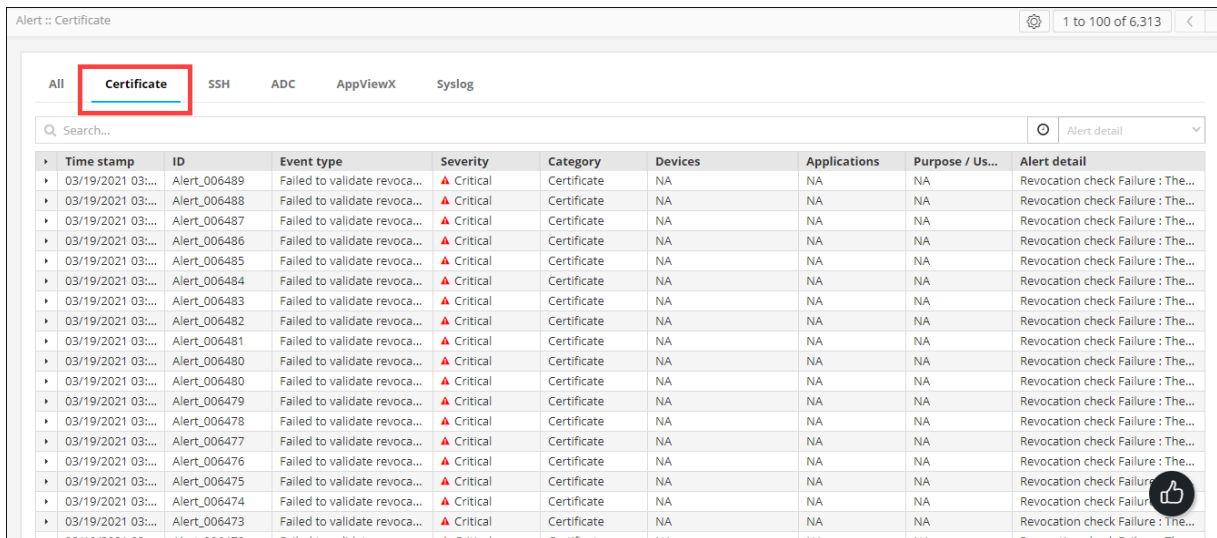 Alert :: Certificate 1 to 100 of 6,313
All Certificate SSH ADC AppViewX Syslog
Search... Alert detail
Time stamp ID Event type Severity Category Devices Applications Purpose / Us... Alert detail
03/19/2021 03:... Alert_006489 Failed to validate revoca... Critical Certificate NA NA NA Revocation check Failure : The...
03/19/2021 03:... Alert_006488 Failed to validate revoca... Critical Certificate NA NA NA Revocation check Failure : The...
03/19/2021 03:... Alert_006487 Failed to validate revoca... Critical Certificate NA NA NA Revocation check Failure : The...
03/19/2021 03:... Alert_006486 Failed to validate revoca... Critical Certificate NA NA NA Revocation check Failure : The...
03/19/2021 03:... Alert_006485 Failed to validate revoca... Critical Certificate NA NA NA Revocation check Failure : The...
03/19/2021 03:... Alert_006484 Failed to validate revoca... Critical Certificate NA NA NA Revocation check Failure : The...
03/19/2021 03:... Alert_006483 Failed to validate revoca... Critical Certificate NA NA NA Revocation check Failure : The...
03/19/2021 03:... Alert_006482 Failed to validate revoca... Critical Certificate NA NA NA Revocation check Failure : The...
03/19/2021 03:... Alert_006481 Failed to validate revoca... Critical Certificate NA NA NA Revocation check Failure : The...
03/19/2021 03:... Alert_006480 Failed to validate revoca... Critical Certificate NA NA NA Revocation check Failure : The...
03/19/2021 03:... Alert_006480 Failed to validate revoca... Critical Certificate NA NA NA Revocation check Failure : The...
03/19/2021 03:... Alert_006479 Failed to validate revoca... Critical Certificate NA NA NA Revocation check Failure : The...
03/19/2021 03:... Alert_006478 Failed to validate revoca... Critical Certificate NA NA NA Revocation check Failure : The...
03/19/2021 03:... Alert_006477 Failed to validate revoca... Critical Certificate NA NA NA Revocation check Failure : The...
03/19/2021 03:... Alert_006476 Failed to validate revoca... Critical Certificate NA NA NA Revocation check Failure : The...
03/19/2021 03:... Alert_006475 Failed to validate revoca... Critical Certificate NA NA NA Revocation check Failure
03/19/2021 03:... Alert_006474 Failed to validate revoca... Critical Certificate NA NA NA Revocation check Failure
03/19/2021 03:... Alert_006473 Failed to validate revoca... Critical Certificate NA NA NA Revocation check Failure : The...